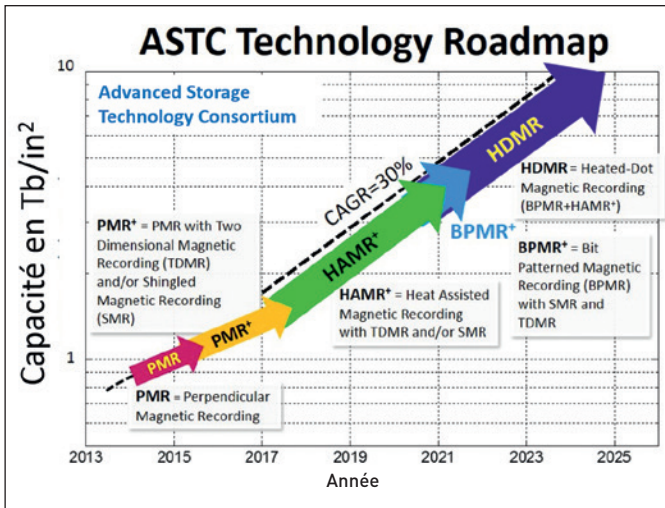 ASTC Technology Roadmap
10
Advanced Storage
Technology Consortium
Capacité en Tb/in²
CAGR=30%
HDMR
HDMR = Heated-Dot
Magnetic Recording
(BPMR+HAMR⁺)
PMR⁺ = PMR with Two
Dimensional Magnetic
Recording (TDMR)
and/or Shingled
Magnetic Recording
(SMR)
HAMR⁺
BPMR⁺
BPMR⁺ = Bit
Patterned Magnetic
Recording (BPMR)
with SMR and
TDMR
HAMR⁺ = Heat Assisted
Magnetic Recording
with TDMR and/or SMR
PMR⁺
1
PMR
PMR = Perpendicular
Magnetic Recording
2013 2015 2017 2019 2021 2023 2025
Année